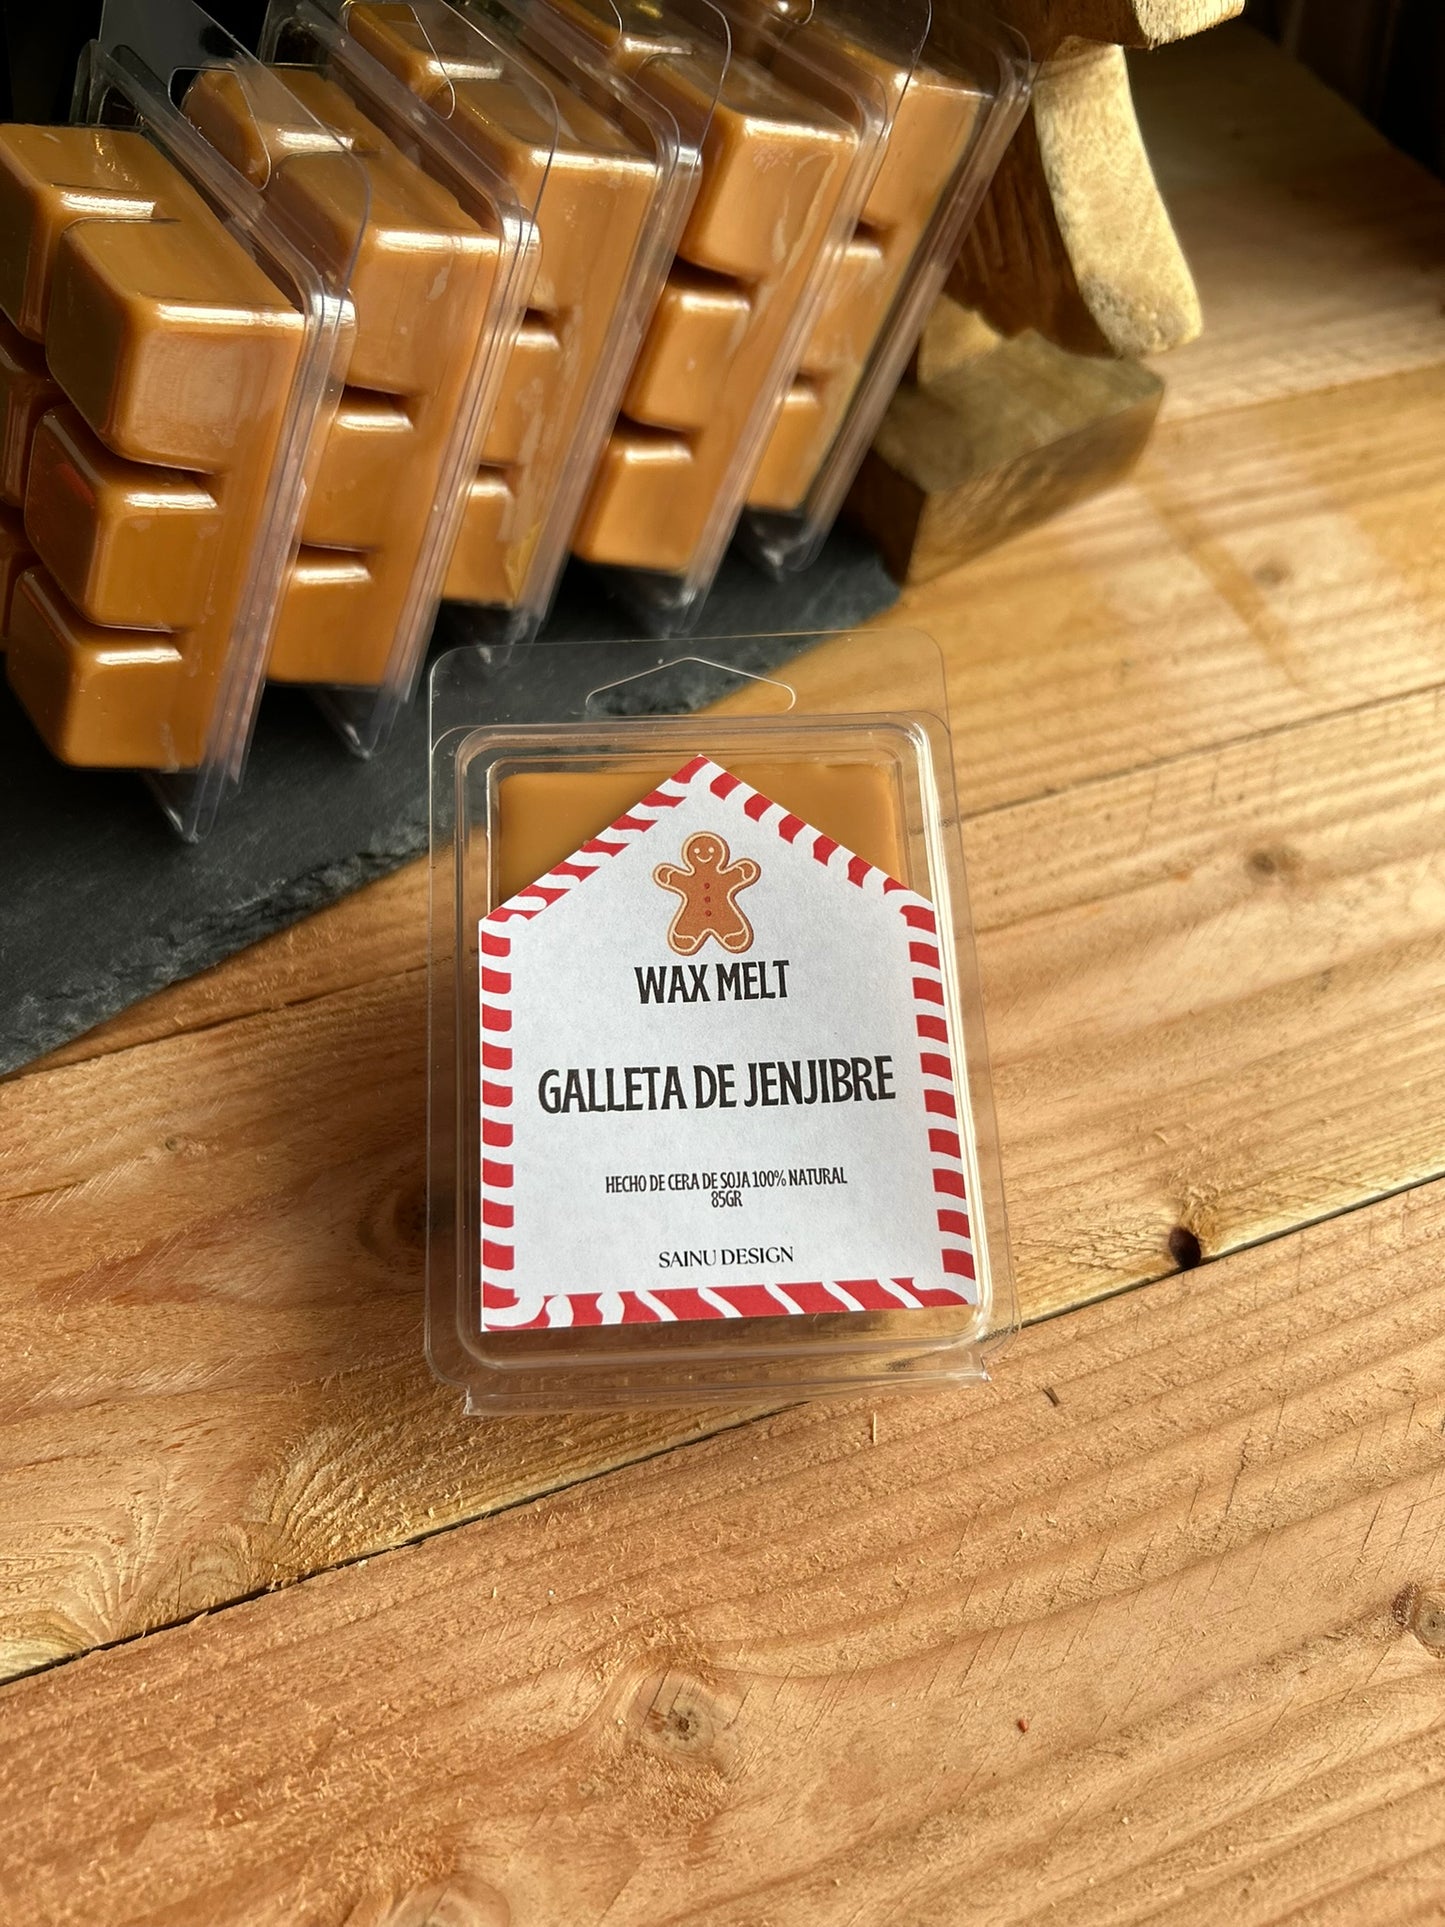 WAX MELT
GALLETA DE JENJIBRE
HECHO DE CERA DE SOJA 100% NATURAL
85GR
SAINU DESIGN